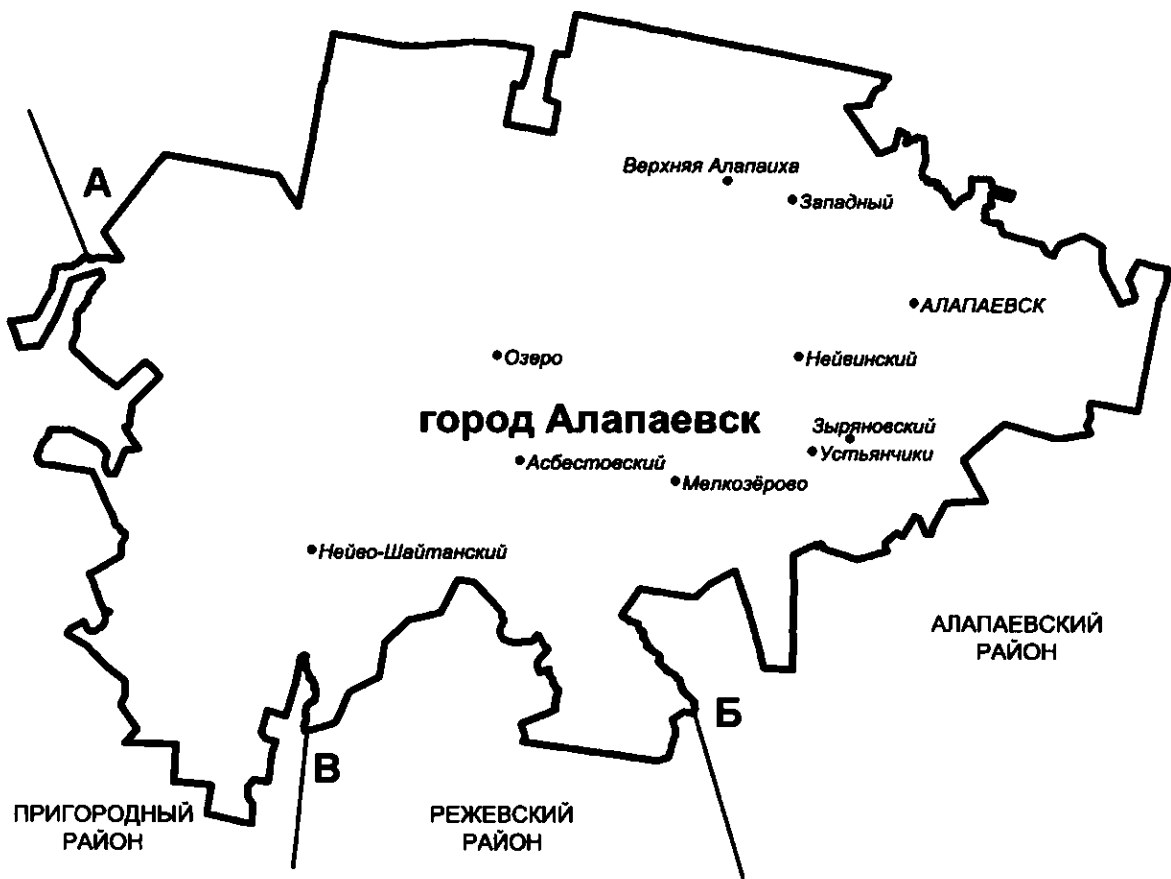 А
Верхняя Алапаиха
Западный
АЛАПАЕВСК
Озеро
Нейвинский
город Алапаевск
Зыряновский
Устьянчики
Асбестовский
Мелкозёрово
Нейво-Шайтанский
АЛАПАЕВСКИЙ
РАЙОН
Б
В
ПРИГОРОДНЫЙ
РАЙОН
РЕЖЕВСКИЙ
РАЙОН